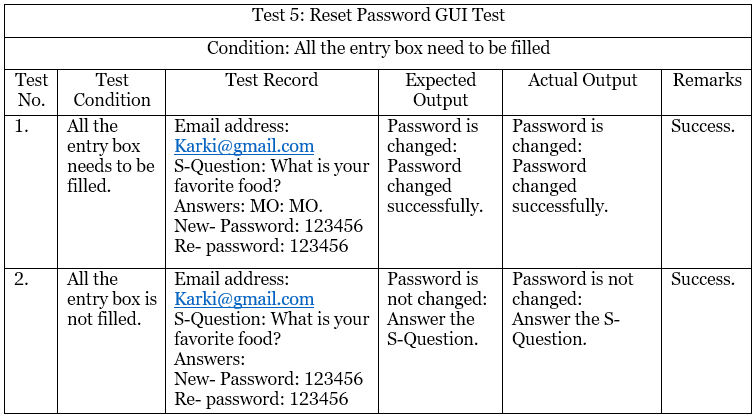 Test 5: Reset Password GUI Test
Condition: All the entry box need to be filled
Test No.
Test Condition
Test Record
Expected Output
Actual Output
Remarks
1.
All the
entry box
needs to be
filled.
Email address:
Karki@gmail.com
S-Question: What is your
favorite food?
Answers: MO: MO.
New- Password: 123456
Re- password: 123456
Password is
changed:
Password
changed
successfully.
Password is
changed:
Password
changed
successfully.
Success.
2.
All the
entry box is
not filled.
Email address:
Karki@gmail.com
S-Question: What is your
favorite food?
Answers:
New- Password: 123456
Re- password: 123456
Password is
not changed:
Answer the
S-Question.
Password is not
changed:
Answer the S-
Question.
Success.